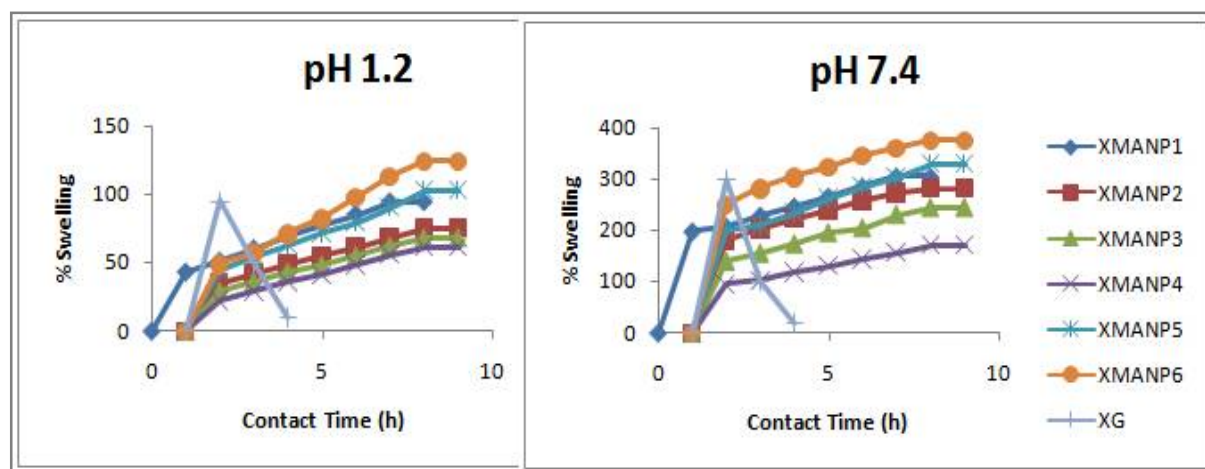 pH 1.2
150
100
50
0
% Swelling
0 5 10
Contact Time (h)
pH 7.4
400
300
200
100
0
% Swelling
0 5 10
Contact Time (h)
XMANP1
XMANP2
XMANP3
XMANP4
XMANP5
XMANP6
XG